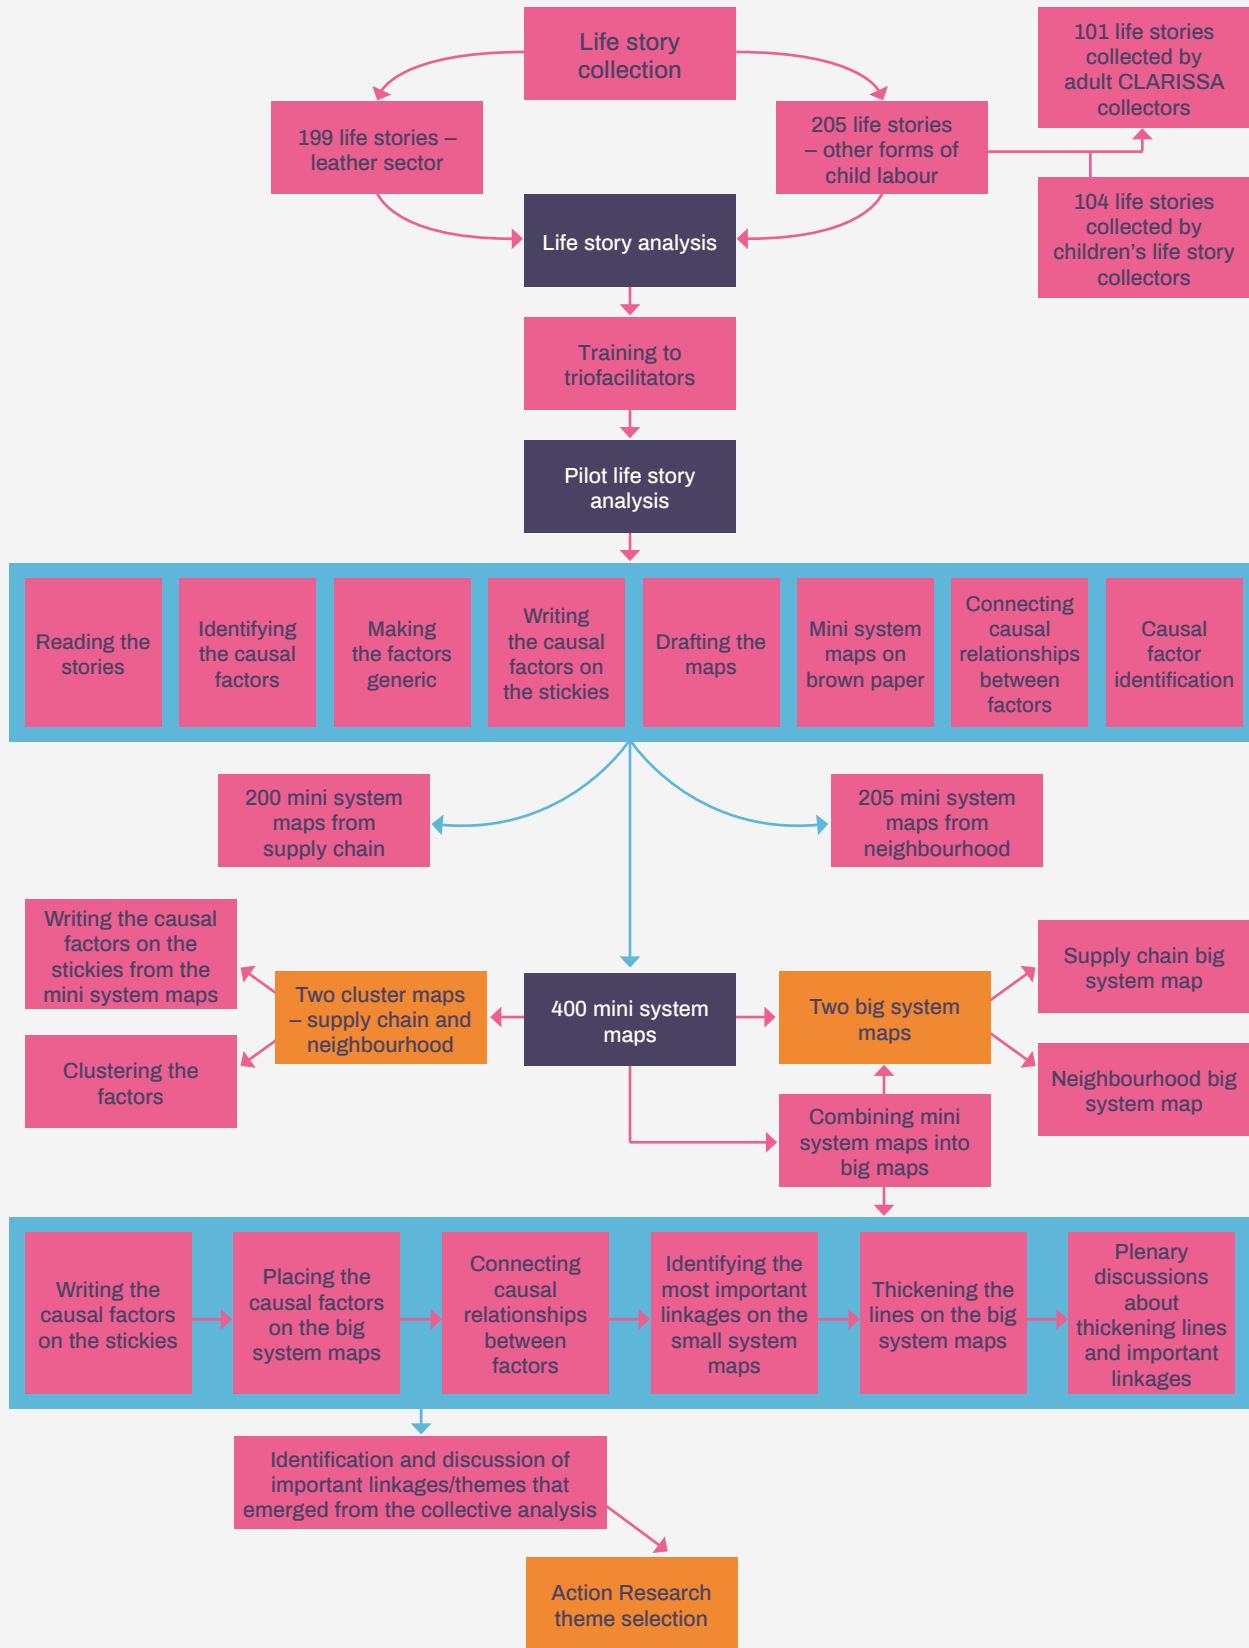 Life story
collection
101 life stories
collected by
adult CLARISSA
collectors
199 life stories –
leather sector
205 life stories
– other forms of
child labour
104 life stories
collected by
children’s life story
collectors
Life story analysis
Training to
triofacilitators
Pilot life story
analysis
Reading the
stories
Identifying
the causal
factors
Making
the factors
generic
Writing
the causal
factors on
the stickies
Drafting the
maps
Mini system
maps on
brown paper
Connecting
causal
relationships
between
factors
Causal
factor
identification
200 mini system
maps from
supply chain
205 mini system
maps from
neighbourhood
Writing the causal
factors on the
stickies from the
mini system maps
Two cluster maps
– supply chain and
neighbourhood
400 mini system
maps
Two big system
maps
Supply chain big
system map
Clustering the
factors
Neighbourhood big
system map
Combining mini
system maps into
big maps
Writing the
causal factors
on the stickies
Placing the
causal factors
on the big
system maps
Connecting
causal
relationships
between
factors
Identifying the
most important
linkages on the
small system
maps
Thickening the
lines on the big
system maps
Plenary
discussions
about
thickening lines
and important
linkages
Identification and discussion of
important linkages/themes that
emerged from the collective analysis
Action Research
theme selection